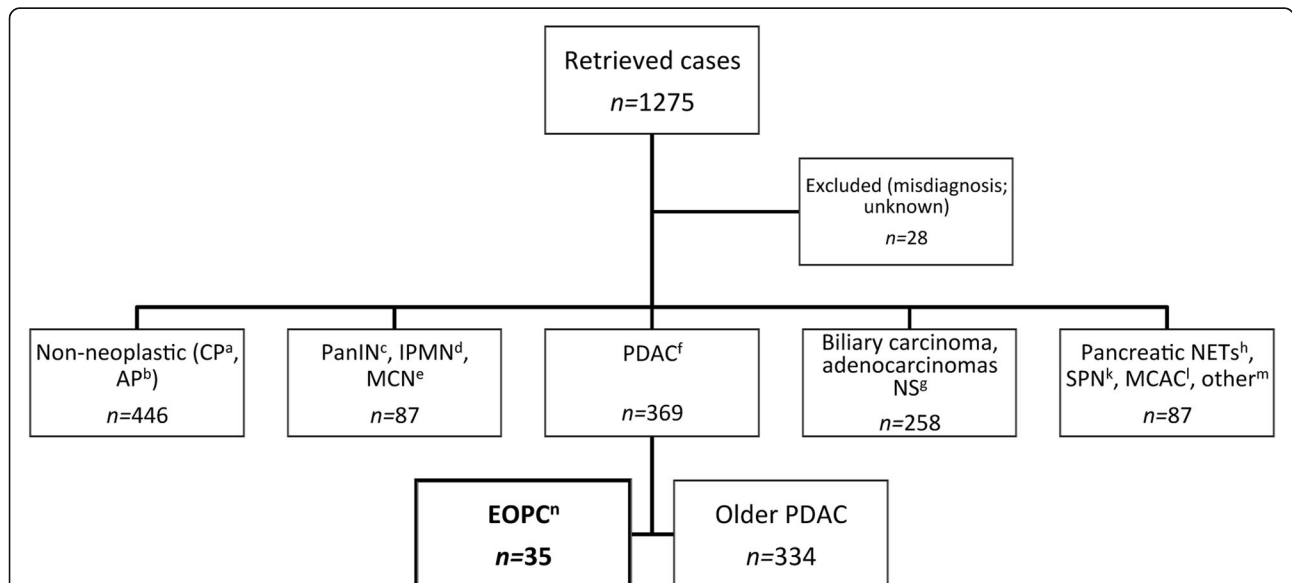 Retrieved cases
n=1275
Excluded (misdiagnosis;
unknown)
n=28
Non-neoplastic (CPᵃ,
APᵇ)
n=446
PanINᶜ, IPMNᵈ,
MCNᵉ
n=87
PDACᶠ
n=369
Biliary carcinoma,
adenocarcinomas
NSᵍ
n=258
Pancreatic NETsʰ,
SPNᵏ, MCACˡ, otherᵐ
n=87
EOPCⁿ
n=35
Older PDAC
n=334